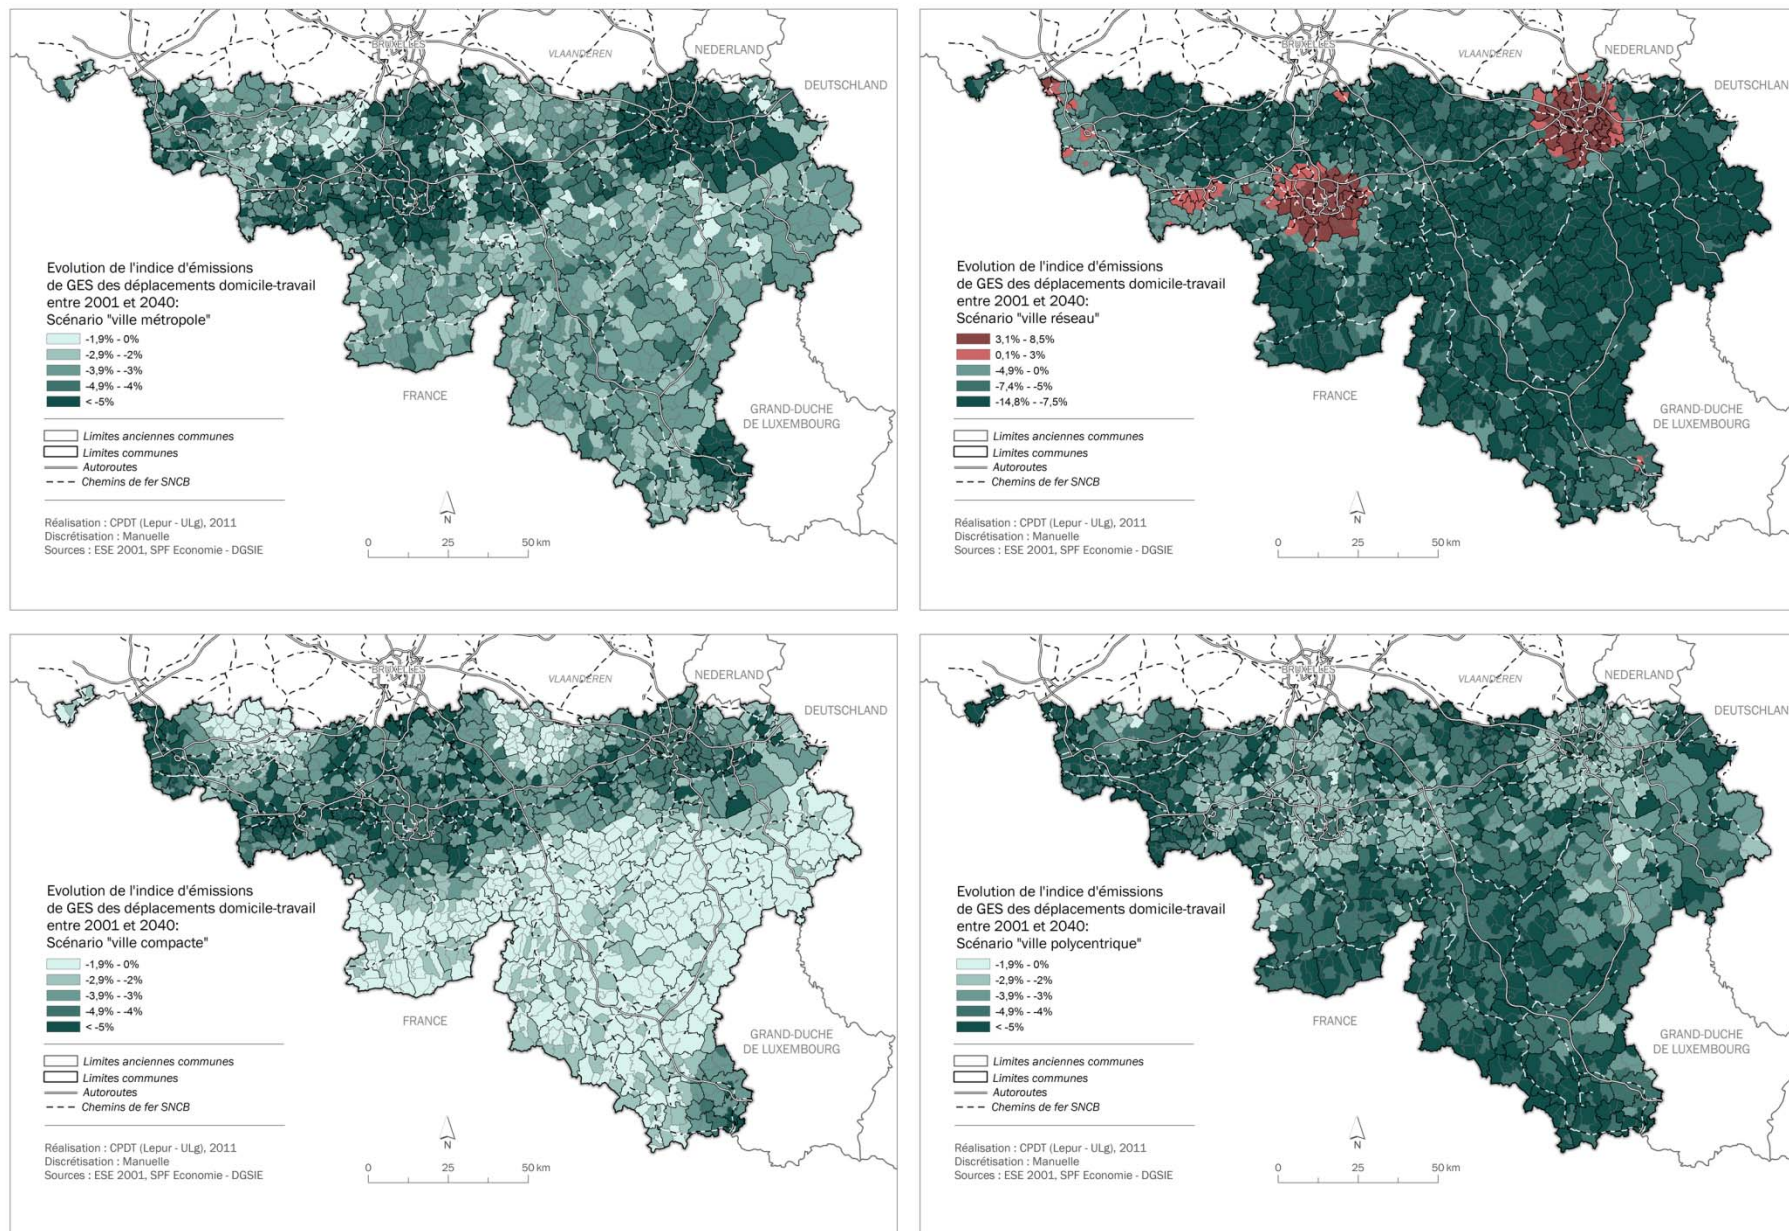 BRUXELLES
VLAANDEREN
NEDERLAND
DEUTSCHLAND
Evolution de l'indice d'émissions
de GES des déplacements domicile-travail
entre 2001 et 2040:
Scénario "ville métropole"
-1,9% - 0%
-2,9% - -2%
-3,9% - -3%
-4,9% - -4%
< -5%
FRANCE
GRAND-DUCHE
DE LUXEMBOURG
Limites anciennes communes
Limites communes
Autoroutes
Chemins de fer SNCB
Réalisation : CPDT (Lepur - ULg), 2011
Discrétisation : Manuelle
Sources : ESE 2001, SPF Economie - DGSIE
N
0 25 50 km
BRUXELLES
VLAANDEREN
NEDERLAND
DEUTSCHLAN
Evolution de l'indice d'émissions
de GES des déplacements domicile-travail
entre 2001 et 2040:
Scénario "ville réseau"
3,1% - 8,5%
0,1% - 3%
-4,9% - 0%
-7,4% - -5%
-14,8% - -7,5%
FRANCE
GRAND-DUCHE
DE LUXEMBOURG
Limites anciennes communes
Limites communes
Autoroutes
Chemins de fer SNCB
Réalisation : CPDT (Lepur - ULg), 2011
Discrétisation : Manuelle
Sources : ESE 2001, SPF Economie - DGSIE
N
0 25 50 km
BRUXELLES
VLAANDEREN
NEDERLAND
DEUTSCHLAND
Evolution de l'indice d'émissions
de GES des déplacements domicile-travail
entre 2001 et 2040:
Scénario "ville compacte"
-1,9% - 0%
-2,9% - -2%
-3,9% - -3%
-4,9% - -4%
< -5%
FRANCE
GRAND-DUCHE
DE LUXEMBOURG
Limites anciennes communes
Limites communes
Autoroutes
Chemins de fer SNCB
Réalisation : CPDT (Lepur - ULg), 2011
Discrétisation : Manuelle
Sources : ESE 2001, SPF Economie - DGSIE
N
0 25 50 km
BRUXELLES
VLAANDEREN
NEDERLAND
DEUTSCHLAN
Evolution de l'indice d'émissions
de GES des déplacements domicile-travail
entre 2001 et 2040:
Scénario "ville polycentrique"
-1,9% - 0%
-2,9% - -2%
-3,9% - -3%
-4,9% - -4%
< -5%
FRANCE
GRAND-DUCHE
DE LUXEMBOURG
Limites anciennes communes
Limites communes
Autoroutes
Chemins de fer SNCB
Réalisation : CPDT (Lepur - ULg), 2011
Discrétisation : Manuelle
Sources : ESE 2001, SPF Economie - DGSIE
N
0 25 50 km